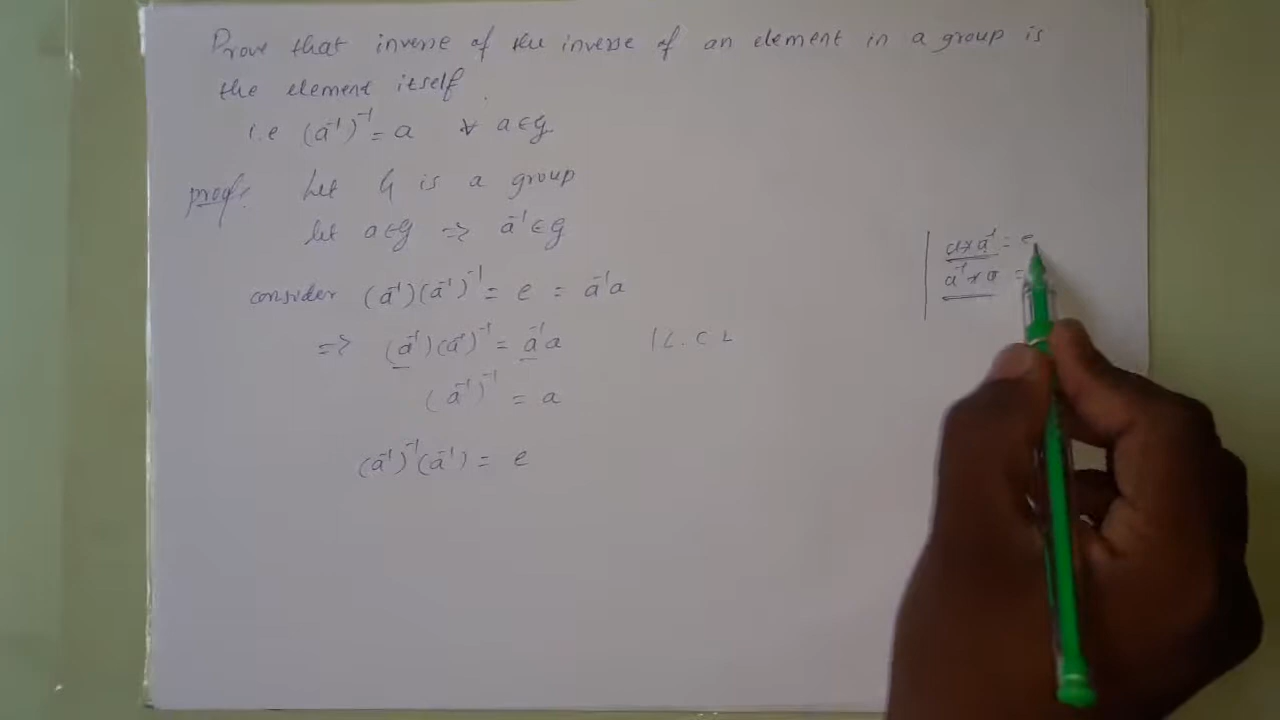 Prove that inverse of the inverse of an element in a group is
the element itself.
i.e (a⁻¹)⁻¹ = a ∀ a∈g.
proof: Let G is a group
let a∈g ⇒ a⁻¹∈g
consider (a⁻¹)(a⁻¹)⁻¹ = e = a⁻¹a
⇒ (a⁻¹)(a⁻¹)⁻¹ = a⁻¹a | L.C.L
(a⁻¹)⁻¹ = a
(a⁻¹)⁻¹(a⁻¹) = e
a*a⁻¹ = e
a⁻¹*a =